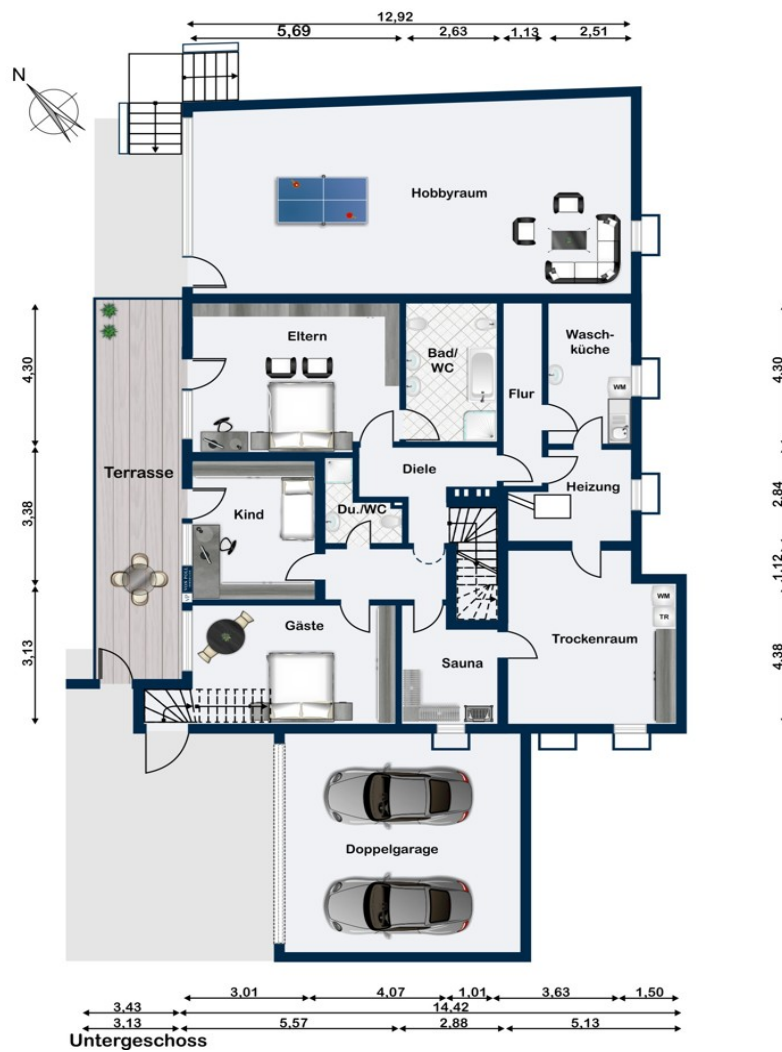 12,92
5,69
2,63
1,13
2,51
N
Hobbyraum
Eltern
Bad/
WC
Wasch-
küche
WM
Flur
4,30
4,30
Terrasse
Diele
Heizung
Kind
Du./WC
3,38
2,84
1,12
WM
TR
Gäste
Sauna
Trockenraum
3,13
4,38
Doppelgarage
3,01
4,07
1,01
3,63
1,50
3,43
14,42
3,13
5,57
2,88
5,13
Untergeschoss